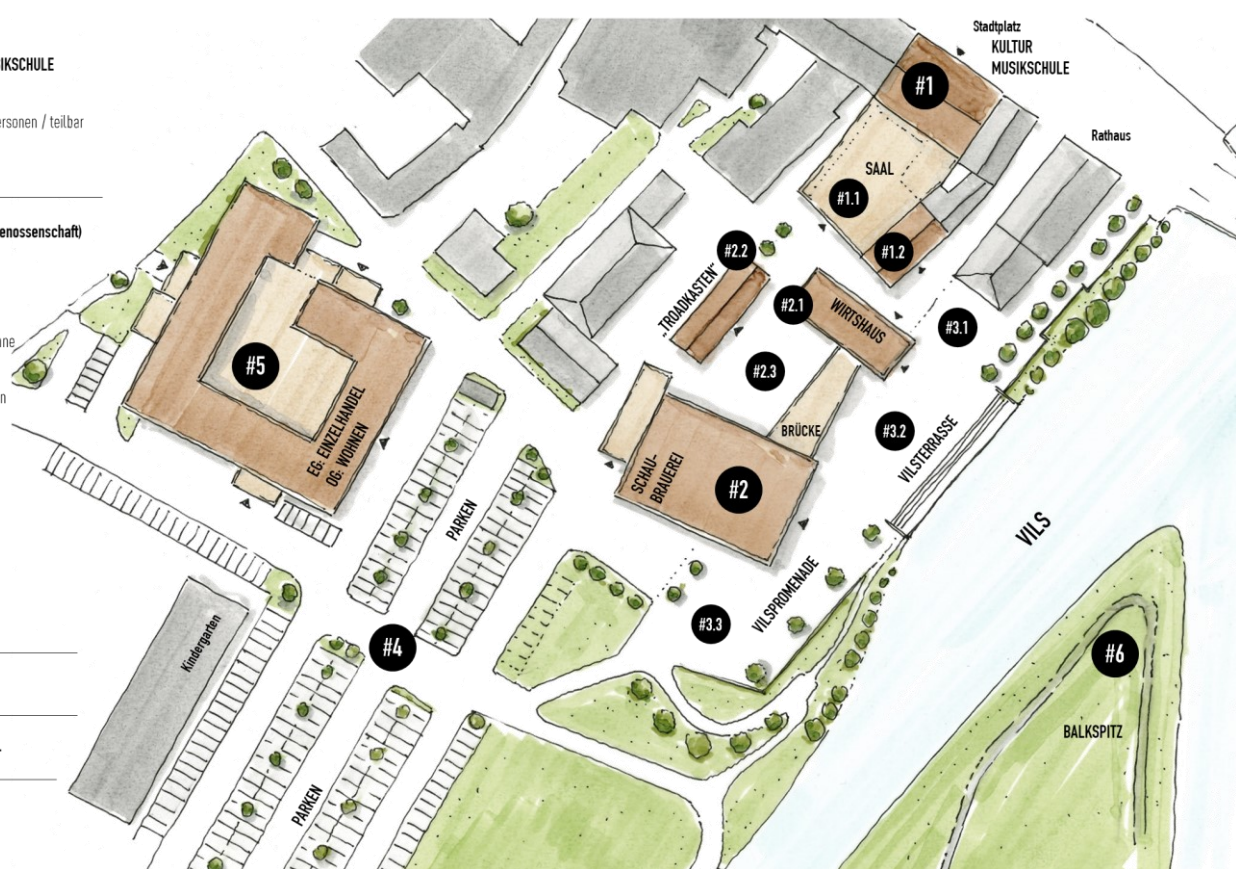 IKSCHULE
ersonen / teilbar
enossenschaft)
ne
n
Stadtplatz
KULTUR
MUSIKSCHULE
#1
Rathaus
SAAL
#1.1
#1.2
#2.2
„TROADKASTEN“
#2.1
WIRTSHAUS
#3.1
#2.3
#5
EG: EINZELHANDEL
OG: WOHNEN
BRÜCKE
#3.2
VILSTERRASSE
SCHAU-
BRAUEREI
#2
PARKEN
VILS
VILSPROMENADE
#3.3
Kindergarten
#4
#6
BALKSPITZ
PARKEN